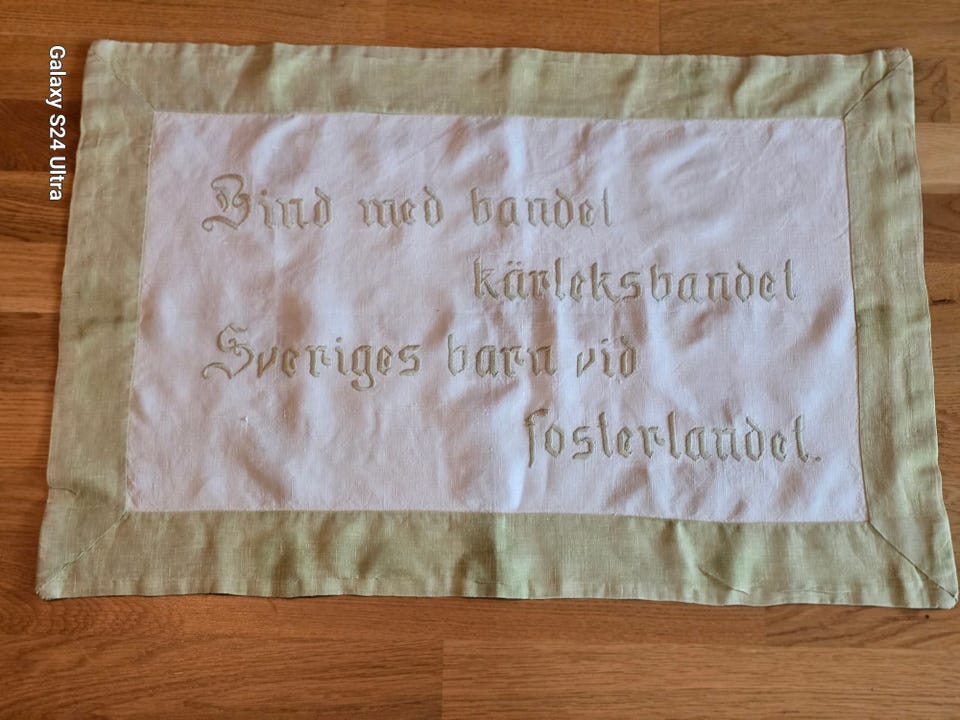 Bind med bandet
kärleksbandet
Sveriges barn vid
fosterlandet.
Galaxy S24 Ultra